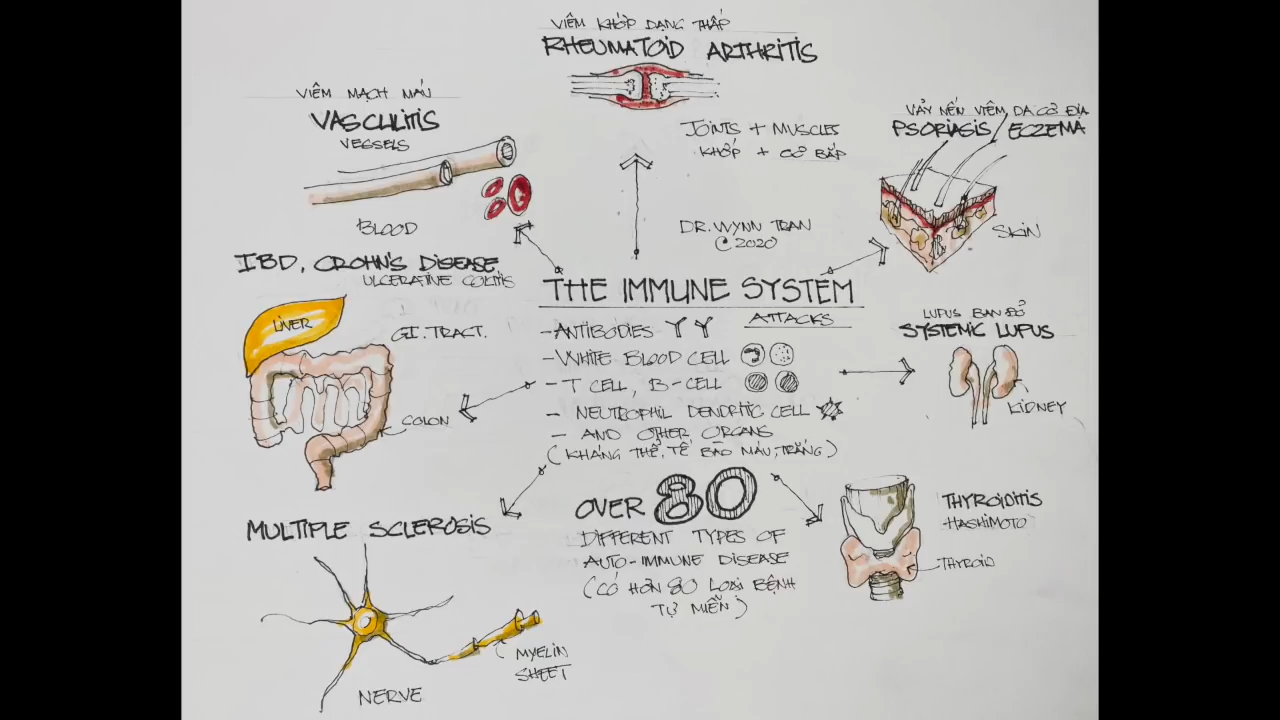 VIÊM KHỚP DẠNG THẤP
RHEUMATOID ARTHRITIS
JOINTS + MUSCLES
KHỚP + CƠ BẮP
VIÊM MẠCH MÁU
VASCULITIS
VESSELS
BLOOD
VẢY NẾN VIÊM DA CƠ ĐỊA
PSORIASIS/ECZEMA
SKIN
DR. WYNN TRAN
© 2020
IBD, CROHN'S DISEASE
ULCERATIVE COLITIS
LIVER
GI. TRACT.
COLON
THE IMMUNE SYSTEM
ATTACKS
- ANTIBODIES
- WHITE BLOOD CELL
- T CELL, B-CELL
- NEUTROPHIL DENDRITIC CELL
- AND OTHER ORGANS
(KHÁNG THỂ, TẾ BÀO MÁU, TRẮNG)
LUPUS BAN ĐỎ
SYSTEMIC LUPUS
KIDNEY
MULTIPLE SCLEROSIS
MYELIN
SHEET
NERVE
OVER 80
DIFFERENT TYPES OF
AUTO-IMMUNE DISEASE
(CÓ HƠN 80 LOẠI BỆNH
TỰ MIỄN)
THYROIDITIS
HASHIMOTO
THYROID